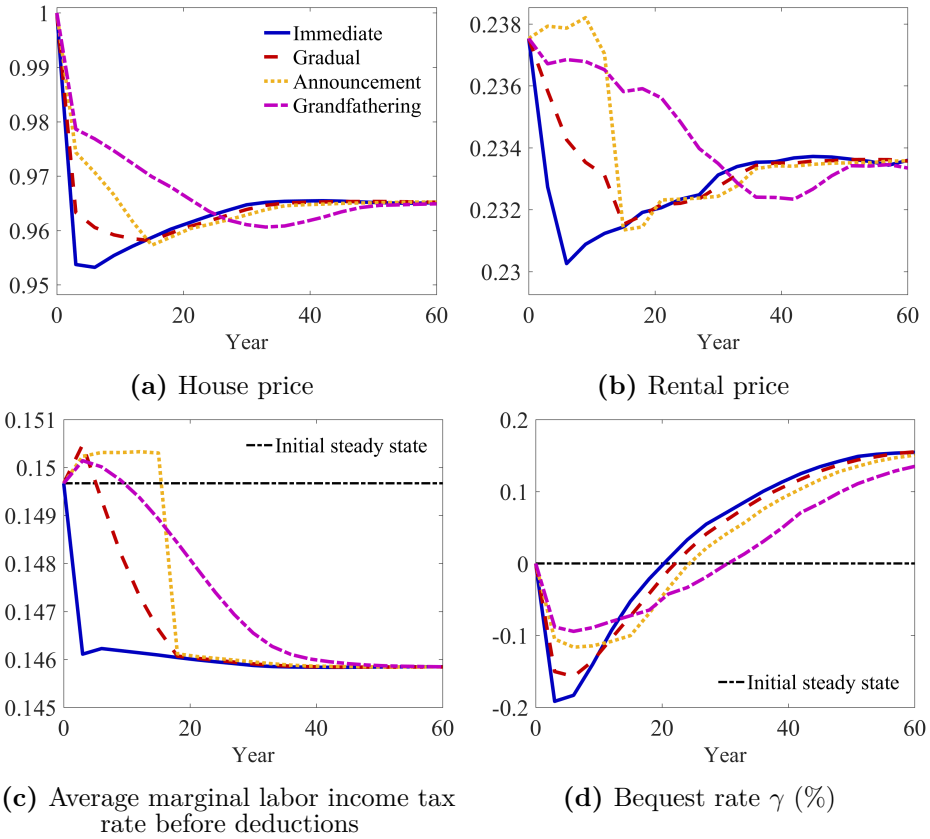 1
0.99
0.98
0.97
0.96
0.95
0
20
40
60
Year
Immediate
Gradual
Announcement
Grandfathering
(a) House price
0.238
0.236
0.234
0.232
0.23
0
20
40
60
Year
(b) Rental price
0.151
0.15
0.149
0.148
0.147
0.146
0.145
0
20
40
60
Year
Initial steady state
(c) Average marginal labor income tax
rate before deductions
0.2
0.1
0
-0.1
-0.2
0
20
40
60
Year
Initial steady state
(d) Bequest rate γ (%)